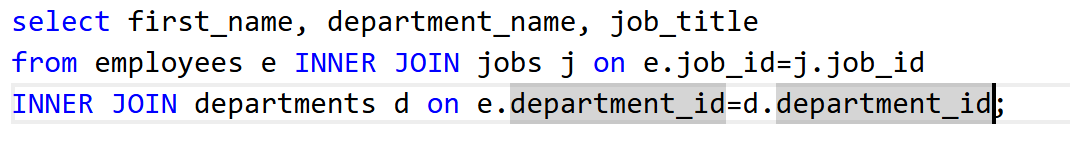 select first_name, department_name, job_title
from employees e INNER JOIN jobs j on e.job_id=j.job_id
INNER JOIN departments d on e.department_id=d.department_id;